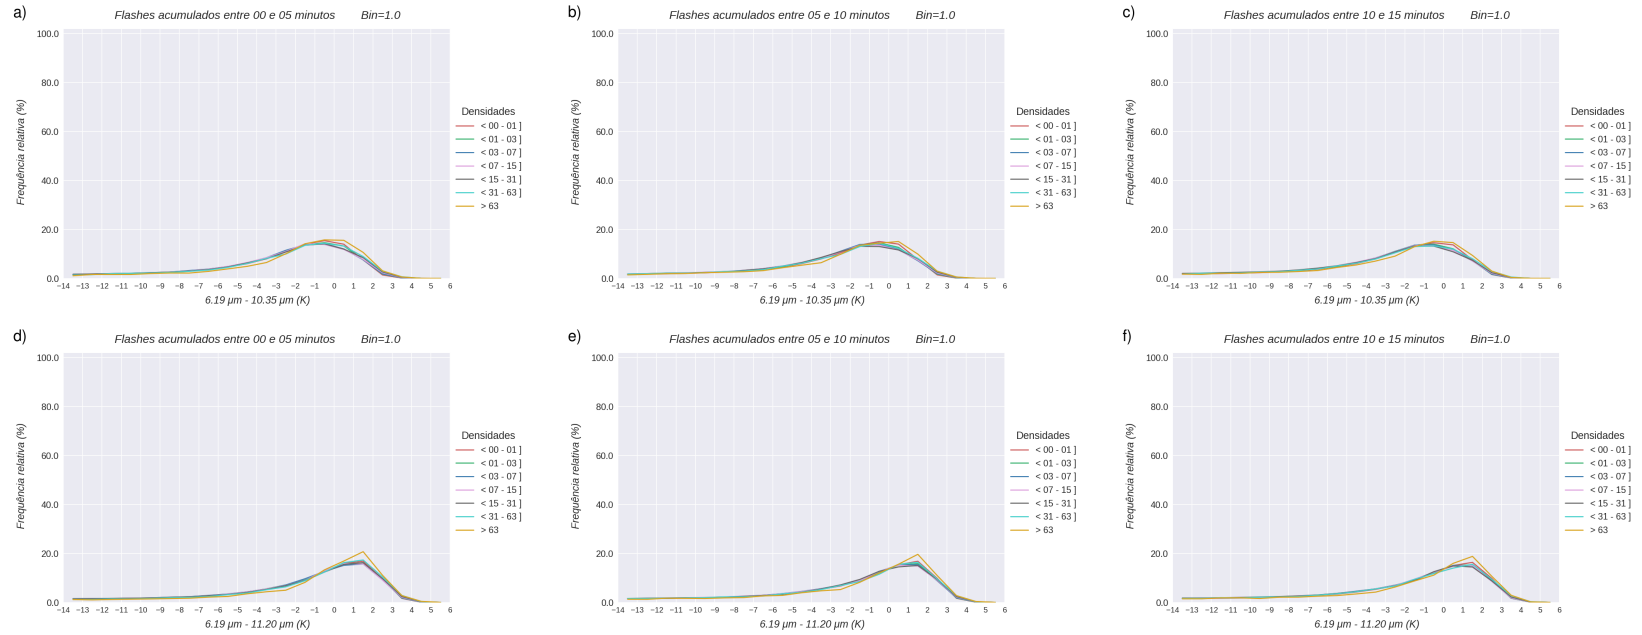 a)
Flashes acumulados entre 00 e 05 minutos Bin=1.0
100.0
80.0
60.0
40.0
20.0
0.0
Frequência relativa (%)
−14 −13 −12 −11 −10 −9 −8 −7 −6 −5 −4 −3 −2 −1 0 1 2 3 4 5 6
6.19 μm - 10.35 μm (K)
Densidades
< 00 - 01 ]
< 01 - 03 ]
< 03 - 07 ]
< 07 - 15 ]
< 15 - 31 ]
< 31 - 63 ]
> 63
b)
Flashes acumulados entre 05 e 10 minutos Bin=1.0
100.0
80.0
60.0
40.0
20.0
0.0
Frequência relativa (%)
−14 −13 −12 −11 −10 −9 −8 −7 −6 −5 −4 −3 −2 −1 0 1 2 3 4 5 6
6.19 μm - 10.35 μm (K)
Densidades
< 00 - 01 ]
< 01 - 03 ]
< 03 - 07 ]
< 07 - 15 ]
< 15 - 31 ]
< 31 - 63 ]
> 63
c)
Flashes acumulados entre 10 e 15 minutos Bin=1.0
100.0
80.0
60.0
40.0
20.0
0.0
Frequência relativa (%)
−14 −13 −12 −11 −10 −9 −8 −7 −6 −5 −4 −3 −2 −1 0 1 2 3 4 5 6
6.19 μm - 10.35 μm (K)
Densidades
< 00 - 01 ]
< 01 - 03 ]
< 03 - 07 ]
< 07 - 15 ]
< 15 - 31 ]
< 31 - 63 ]
> 63
d)
Flashes acumulados entre 00 e 05 minutos Bin=1.0
100.0
80.0
60.0
40.0
20.0
0.0
Frequência relativa (%)
−14 −13 −12 −11 −10 −9 −8 −7 −6 −5 −4 −3 −2 −1 0 1 2 3 4 5 6
6.19 μm - 11.20 μm (K)
Densidades
< 00 - 01 ]
< 01 - 03 ]
< 03 - 07 ]
< 07 - 15 ]
< 15 - 31 ]
< 31 - 63 ]
> 63
e)
Flashes acumulados entre 05 e 10 minutos Bin=1.0
100.0
80.0
60.0
40.0
20.0
0.0
Frequência relativa (%)
−14 −13 −12 −11 −10 −9 −8 −7 −6 −5 −4 −3 −2 −1 0 1 2 3 4 5 6
6.19 μm - 11.20 μm (K)
Densidades
< 00 - 01 ]
< 01 - 03 ]
< 03 - 07 ]
< 07 - 15 ]
< 15 - 31 ]
< 31 - 63 ]
> 63
f)
Flashes acumulados entre 10 e 15 minutos Bin=1.0
100.0
80.0
60.0
40.0
20.0
0.0
Frequência relativa (%)
−14 −13 −12 −11 −10 −9 −8 −7 −6 −5 −4 −3 −2 −1 0 1 2 3 4 5 6
6.19 μm - 11.20 μm (K)
Densidades
< 00 - 01 ]
< 01 - 03 ]
< 03 - 07 ]
< 07 - 15 ]
< 15 - 31 ]
< 31 - 63 ]
> 63